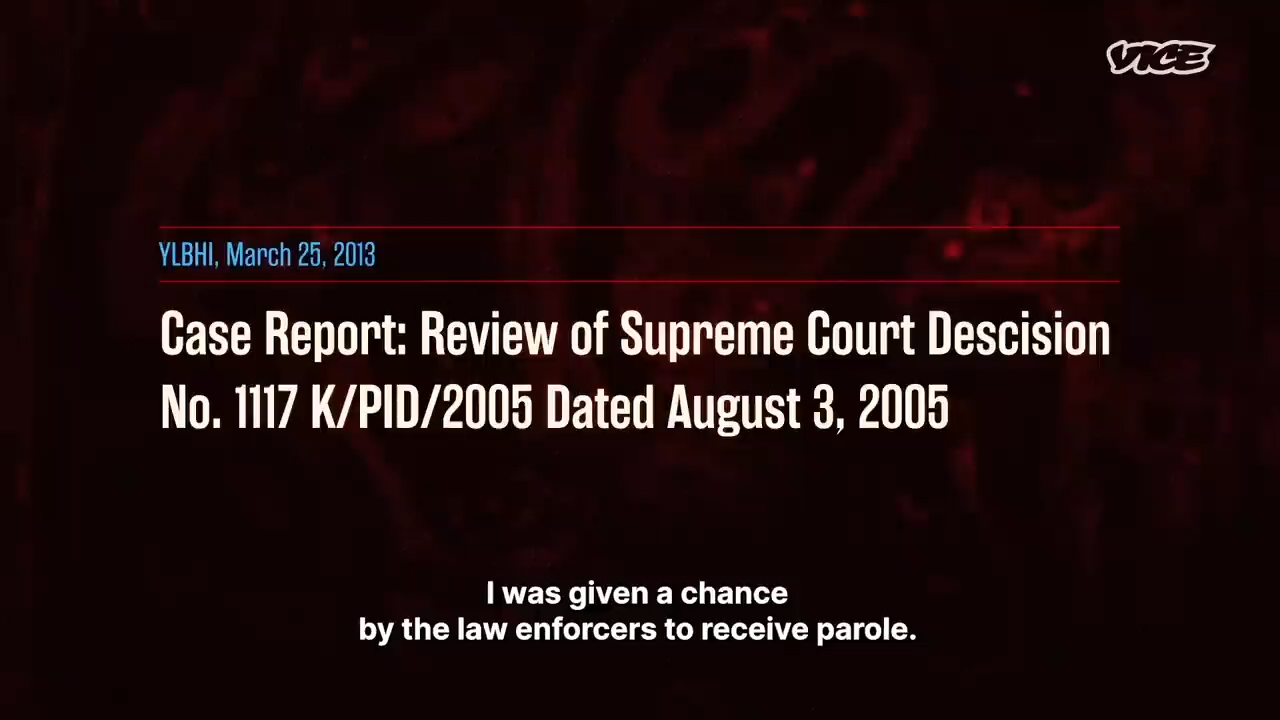 VICE
YLBHI, March 25, 2013
Case Report: Review of Supreme Court Descision
No. 1117 K/PID/2005 Dated August 3, 2005
I was given a chance
by the law enforcers to receive parole.